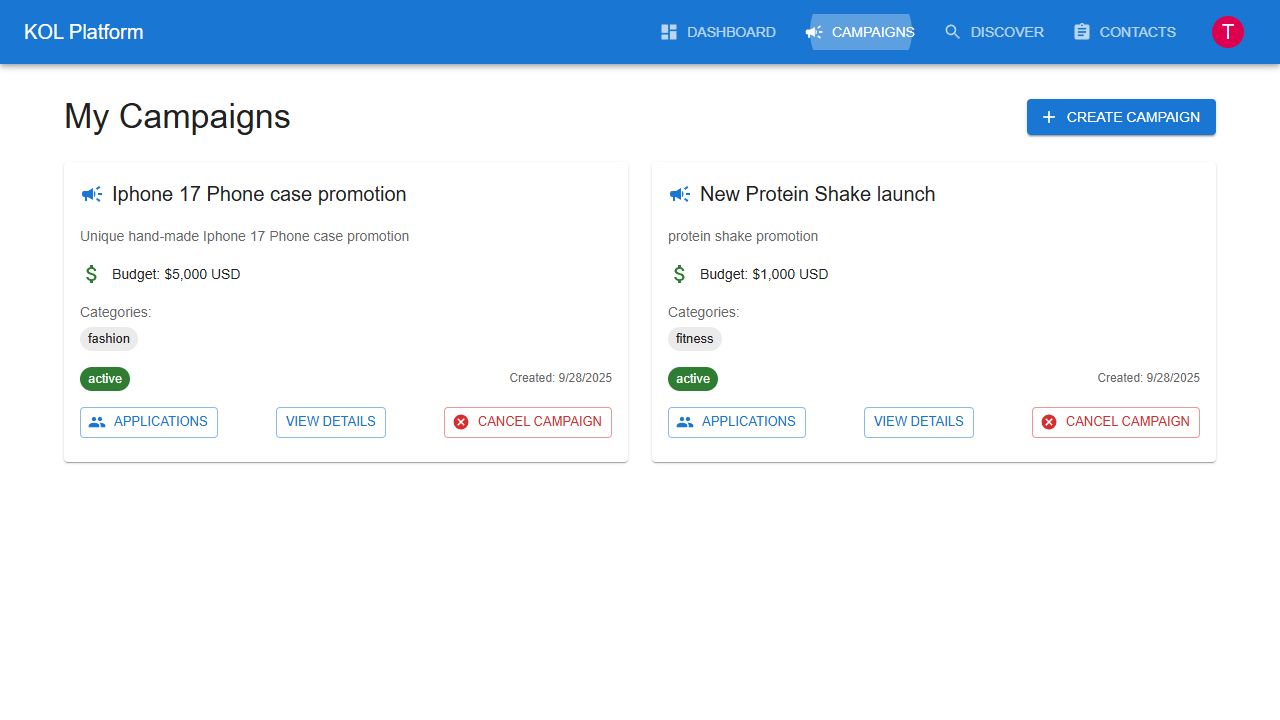 KOL Platform
DASHBOARD
CAMPAIGNS
DISCOVER
CONTACTS
T
My Campaigns
CREATE CAMPAIGN
Iphone 17 Phone case promotion
Unique hand-made Iphone 17 Phone case promotion
Budget: $5,000 USD
Categories:
fashion
active
Created: 9/28/2025
APPLICATIONS
VIEW DETAILS
CANCEL CAMPAIGN
New Protein Shake launch
protein shake promotion
Budget: $1,000 USD
Categories:
fitness
active
Created: 9/28/2025
APPLICATIONS
VIEW DETAILS
CANCEL CAMPAIGN